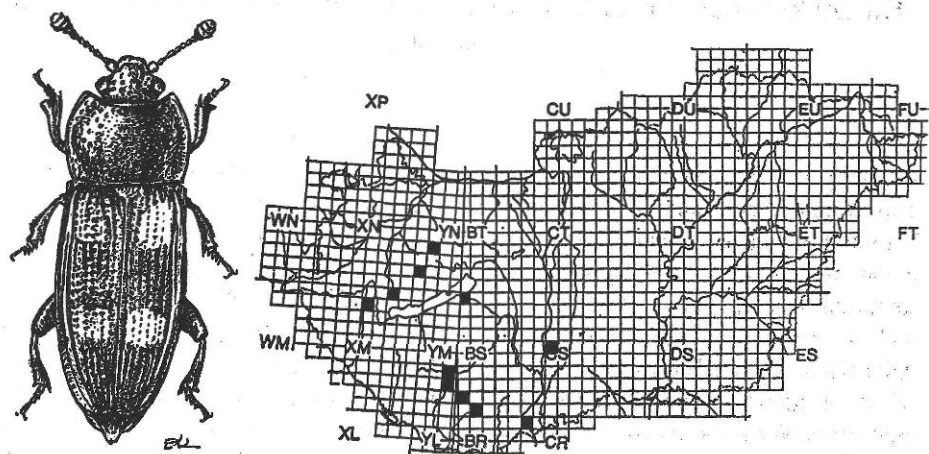 XP CU DU EU FU
WN XN YN BT CT DT ET FT
WM XM YM BS CS DS ES
XL YL BR CR